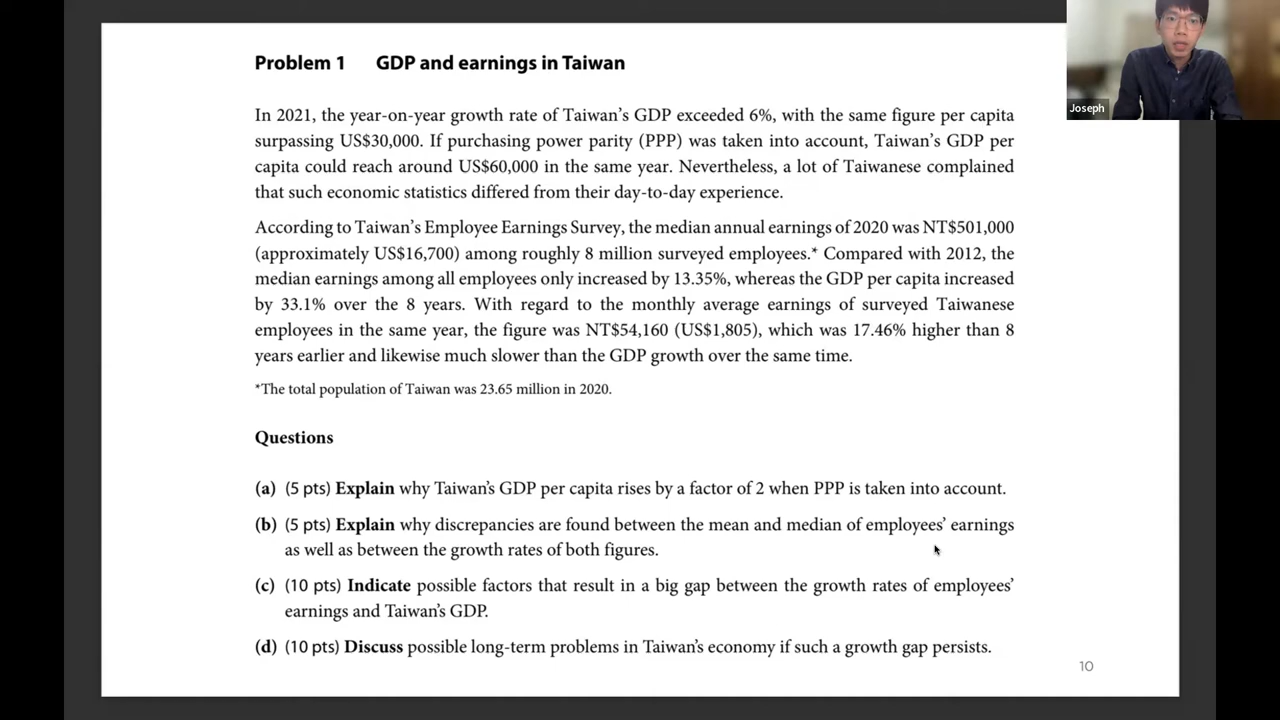 Problem 1 GDP and earnings in Taiwan
In 2021, the year-on-year growth rate of Taiwan's GDP exceeded 6%, with the same figure per capita
surpassing US$30,000. If purchasing power parity (PPP) was taken into account, Taiwan's GDP per
capita could reach around US$60,000 in the same year. Nevertheless, a lot of Taiwanese complained
that such economic statistics differed from their day-to-day experience.
According to Taiwan's Employee Earnings Survey, the median annual earnings of 2020 was NT$501,000
(approximately US$16,700) among roughly 8 million surveyed employees.* Compared with 2012, the
median earnings among all employees only increased by 13.35%, whereas the GDP per capita increased
by 33.1% over the 8 years. With regard to the monthly average earnings of surveyed Taiwanese
employees in the same year, the figure was NT$54,160 (US$1,805), which was 17.46% higher than 8
years earlier and likewise much slower than the GDP growth over the same time.
*The total population of Taiwan was 23.65 million in 2020.
Questions
(a) (5 pts) Explain why Taiwan's GDP per capita rises by a factor of 2 when PPP is taken into account.
(b) (5 pts) Explain why discrepancies are found between the mean and median of employees' earnings
as well as between the growth rates of both figures.
(c) (10 pts) Indicate possible factors that result in a big gap between the growth rates of employees'
earnings and Taiwan's GDP.
(d) (10 pts) Discuss possible long-term problems in Taiwan's economy if such a growth gap persists.
10
Joseph